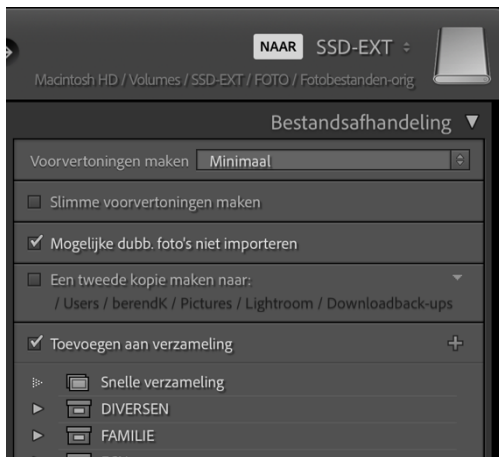 NAAR SSD-EXT
Macintosh HD / Volumes / SSD-EXT / FOTO / Fotobestanden-orig
Bestandsafhandeling
Voorvertoningen maken Minimaal
Slimme voorvertoningen maken
Mogelijke dubb. foto's niet importeren
Een tweede kopie maken naar:
/ Users / berendK / Pictures / Lightroom / Downloadback-ups
Toevoegen aan verzameling
Snelle verzameling
DIVERSEN
FAMILIE